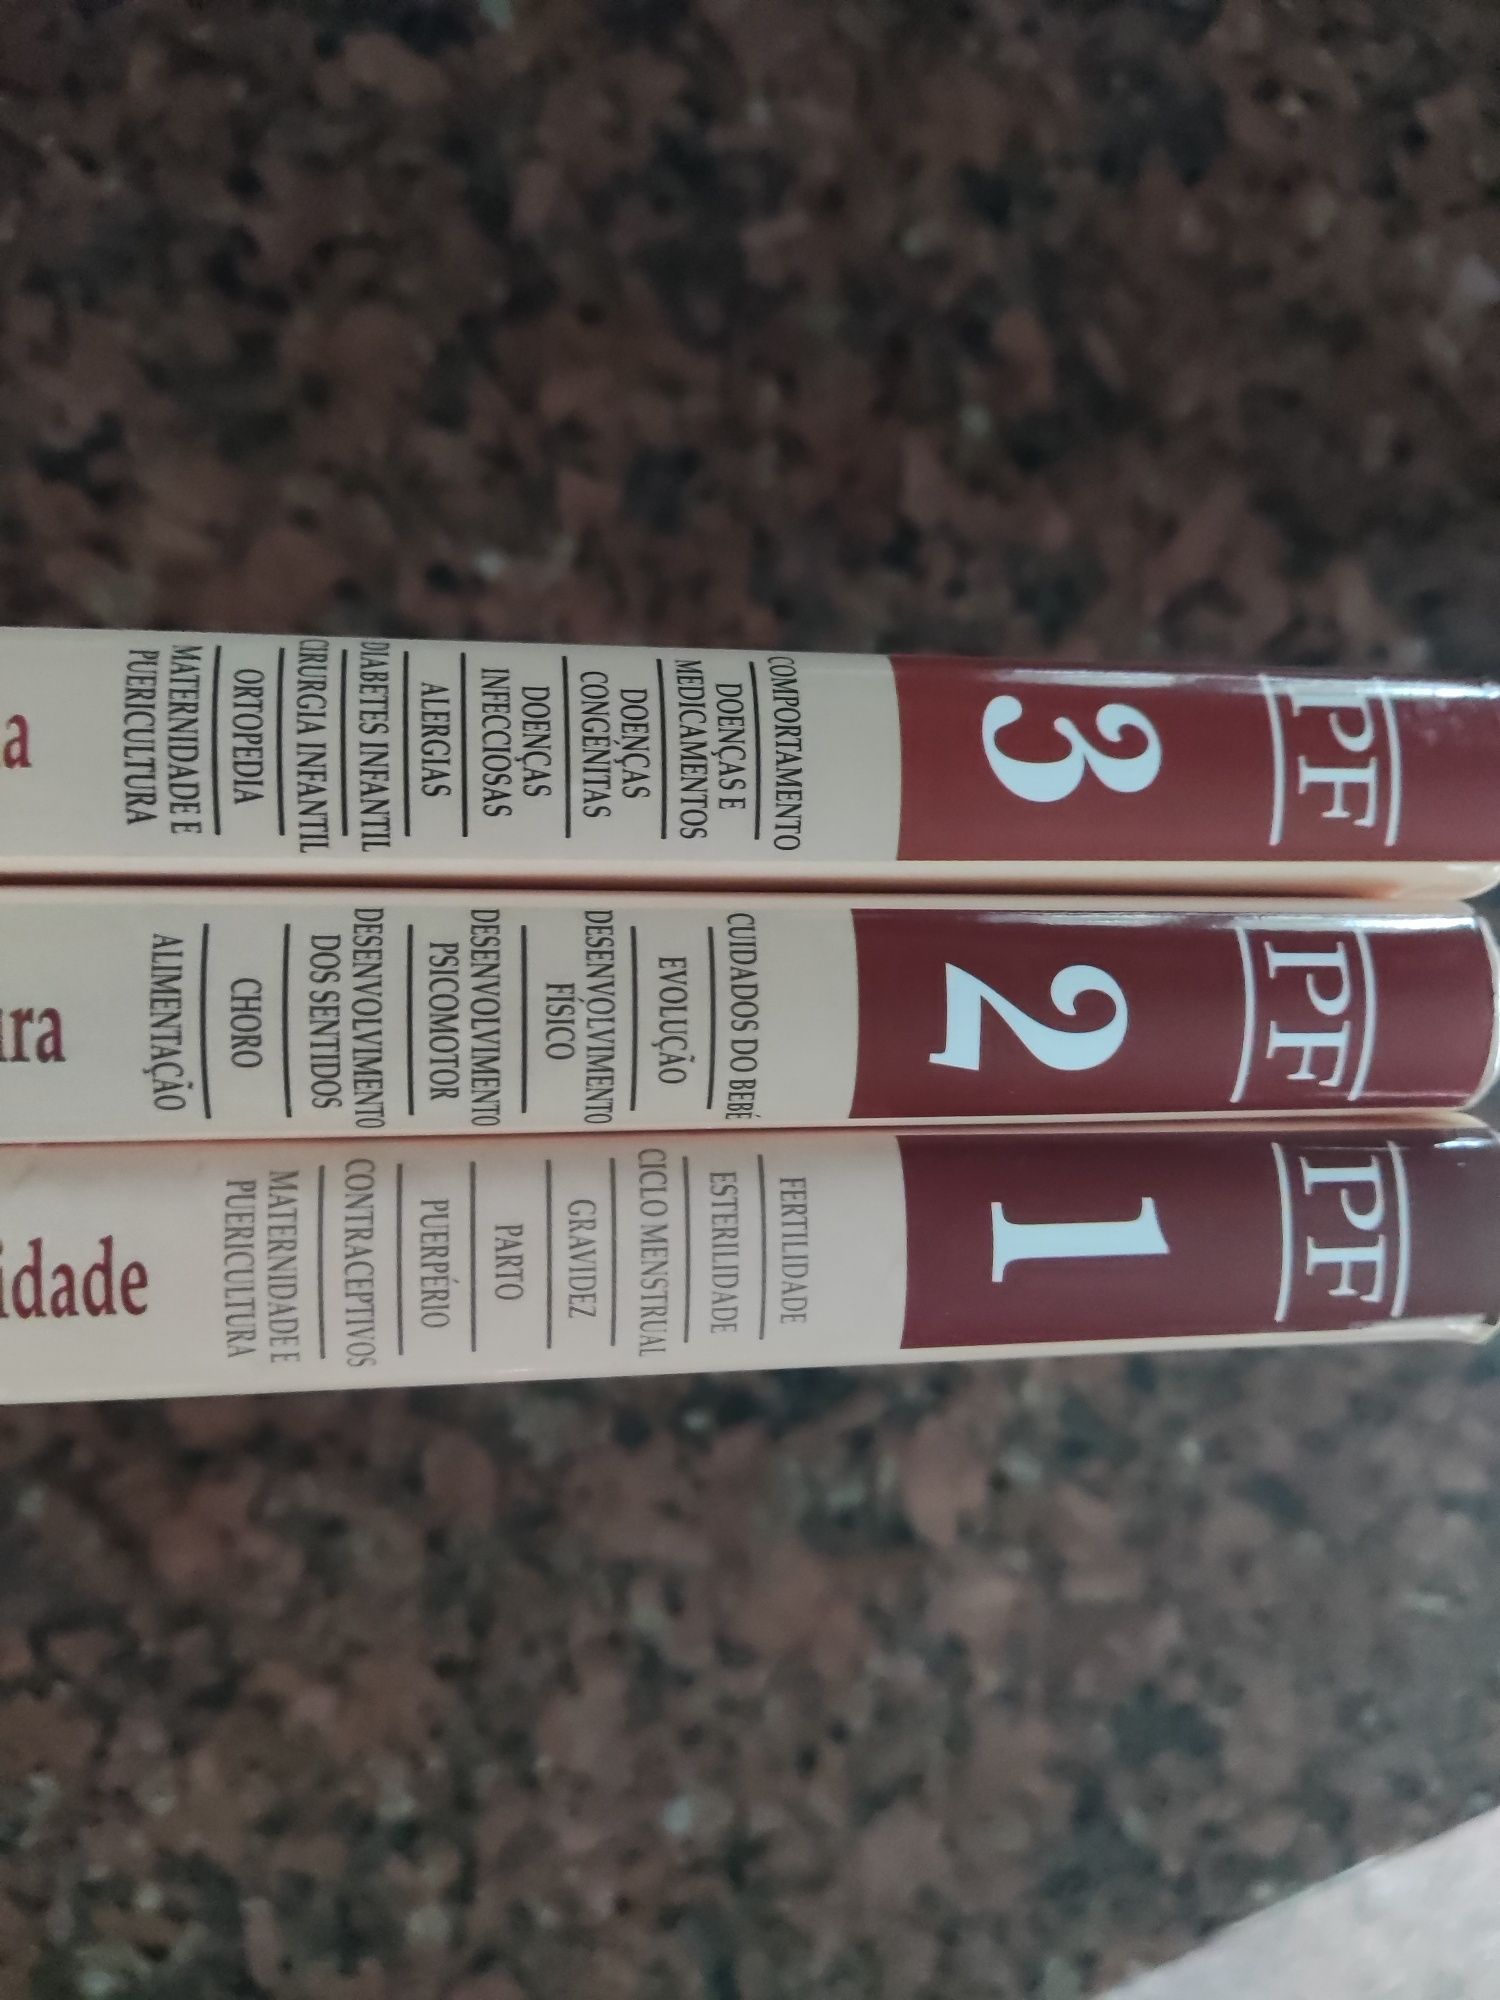 PF
3
COMPORTAMENTO
DOENÇAS E
MEDICAMENTOS
DOENÇAS
CONGÉNITAS
DOENÇAS
INFECCIOSAS
ALERGIAS
DIABETES INFANTIL
CIRURGIA INFANTIL
ORTOPEDIA
MATERNIDADE E
PUERICULTURA
a
PF
2
CUIDADOS DO BEBÉ
EVOLUÇÃO
DESENVOLVIMENTO
FÍSICO
DESENVOLVIMENTO
PSICOMOTOR
DESENVOLVIMENTO
DOS SENTIDOS
CHORO
ALIMENTAÇÃO
ura
PF
1
FERTILIDADE
ESTERILIDADE
CICLO MENSTRUAL
GRAVIDEZ
PARTO
PUERPÉRIO
CONTRACEPTIVOS
MATERNIDADE E
PUERICULTURA
idade